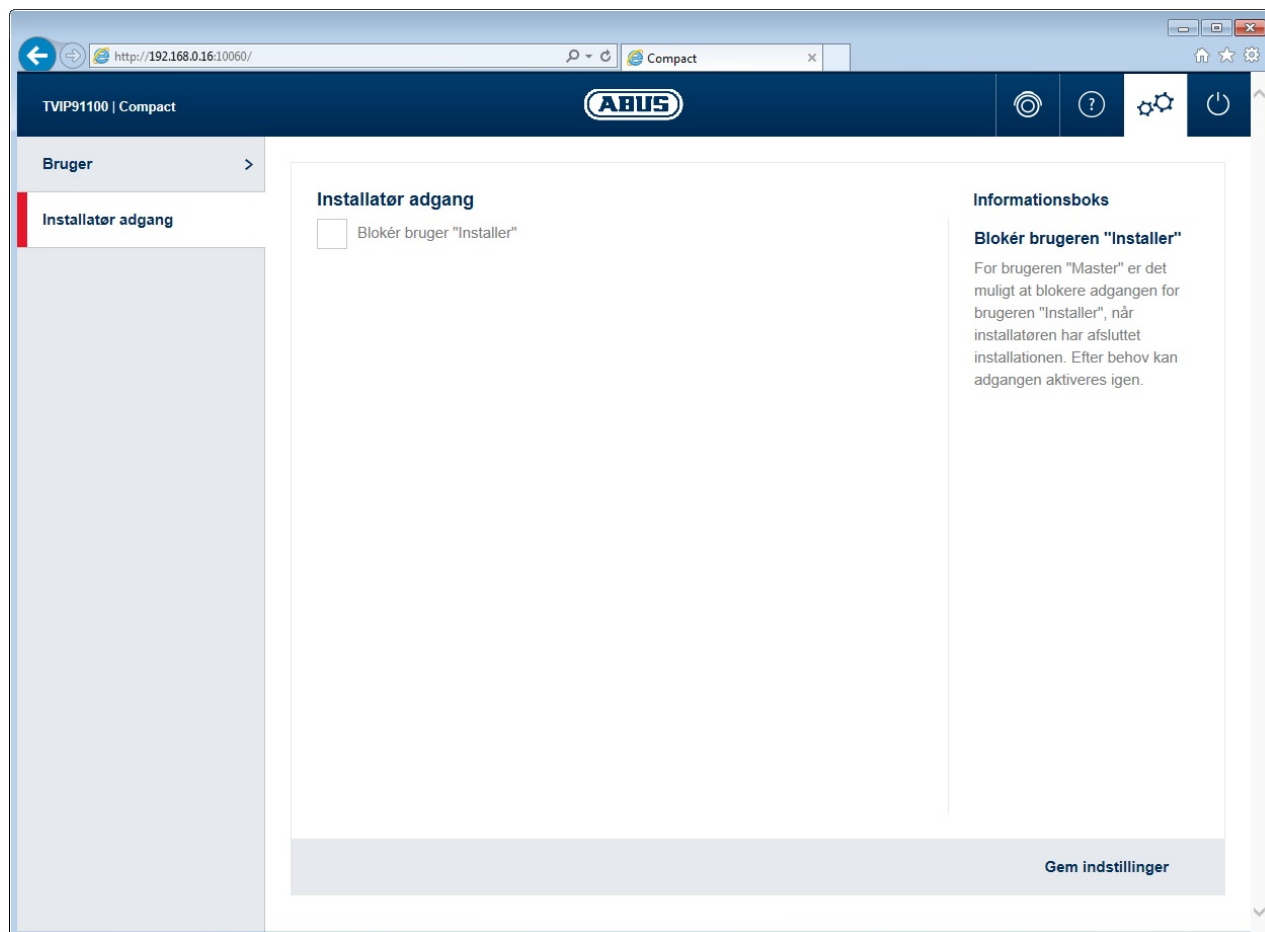 http://192.168.0.16:10060/
Compact
TVIP91100 | Compact
ABUS
?
Bruger
Installatør adgang
Installatør adgang
Blokér bruger "Installer"
Informationsboks
Blokér brugeren "Installer"
For brugeren "Master" er det
muligt at blokere adgangen for
brugeren "Installer", når
installatøren har afsluttet
installationen. Efter behov kan
adgangen aktiveres igen.
Gem indstillinger